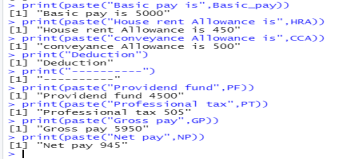 > print(paste("Basic pay is",Basic_pay))
[1] "Basic pay is 5000"
> print(paste("House rent Allowance is",HRA))
[1] "House rent Allowance is 450"
> print(paste("conveyance Allowance is",CCA))
[1] "conveyance Allowance is 500"
> print("Deduction")
[1] "Deduction"
> print("----------")
[1] "----------"
> print(paste("Providend fund",PF))
[1] "Providend fund 4500"
> print(paste("Professional tax",PT))
[1] "Professional tax 505"
> print(paste("Gross pay",GP))
[1] "Gross pay 5950"
> print(paste("Net pay",NP))
[1] "Net pay 945"
>